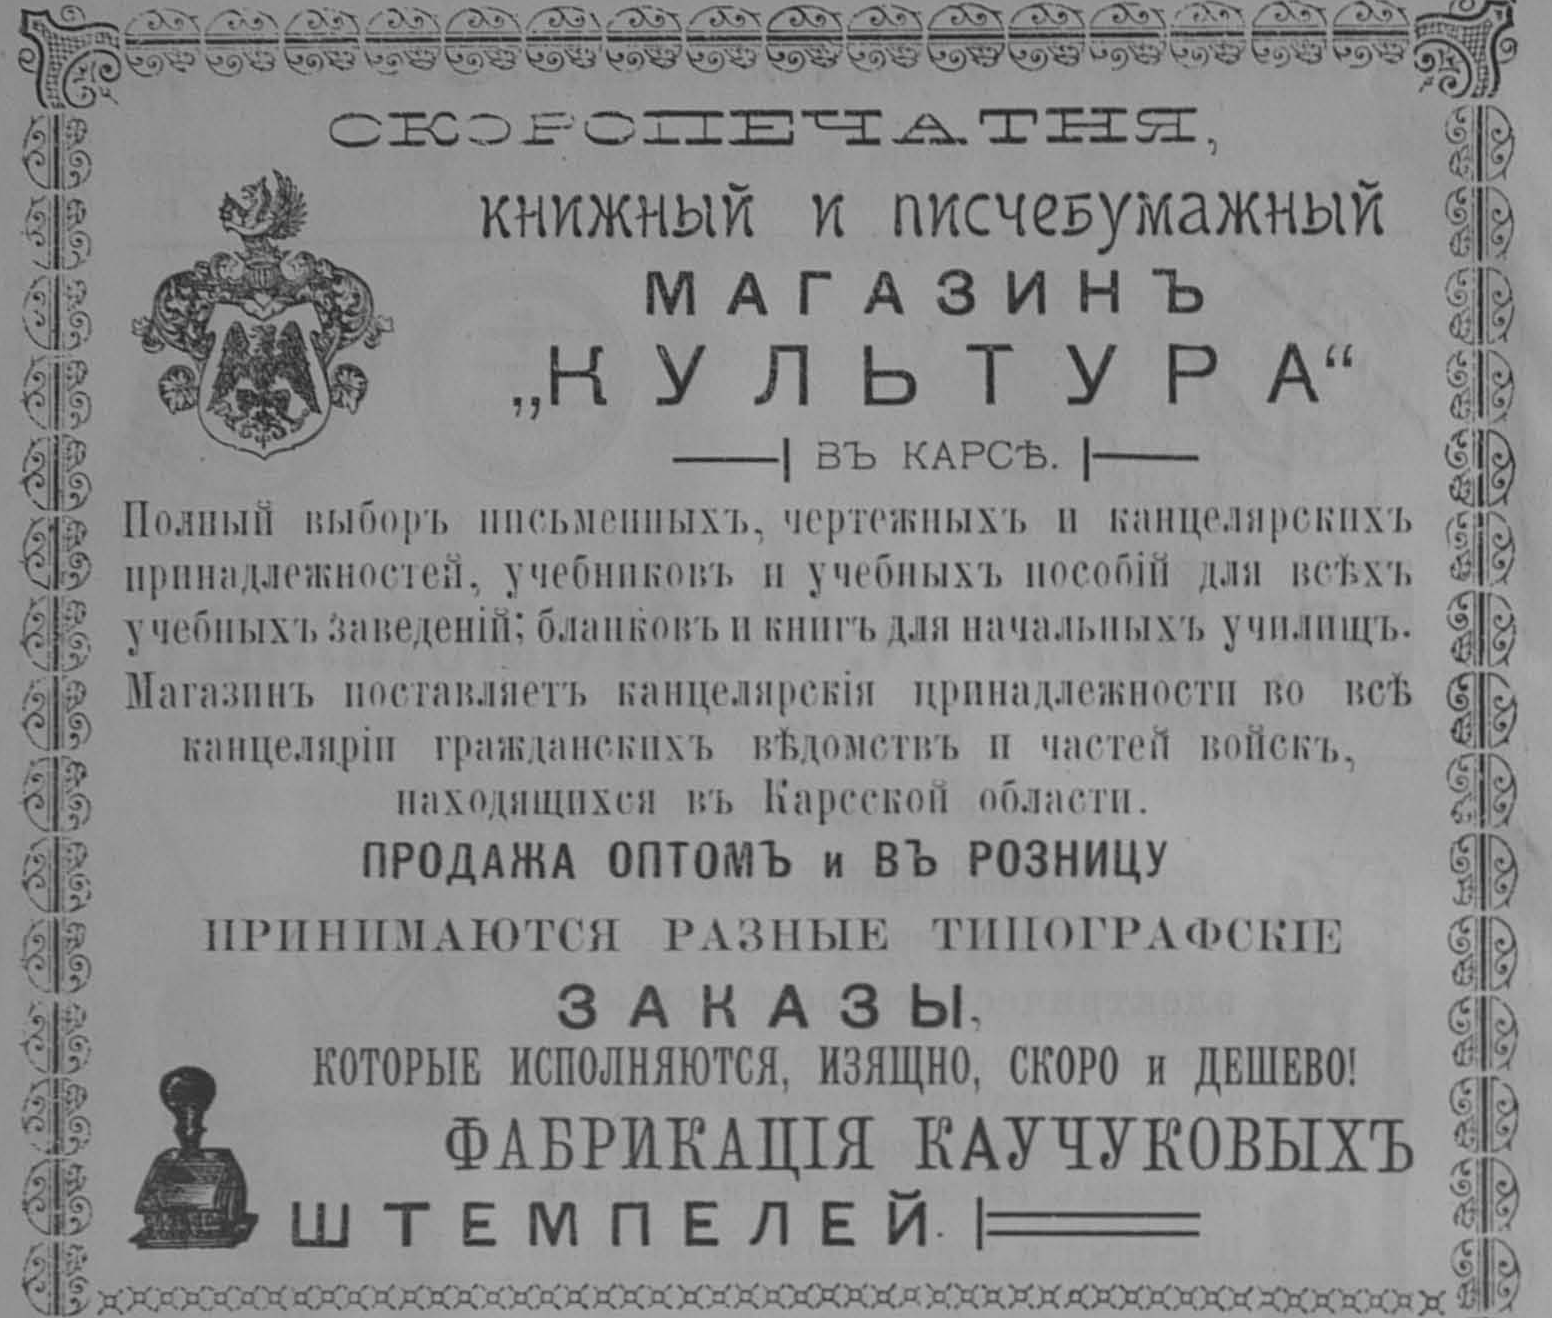 СКОРОПЕЧАТНЯ,
книжный и писчебумажный
МАГАЗИНЪ
„КУЛЬТУРА“
ВЪ КАРСѢ.
Полный выборъ письменныхъ, чертежныхъ и канцелярскихъ
принадлежностей, учебниковъ и учебныхъ пособій для всѣхъ
учебныхъ заведеній; бланковъ и книгъ для начальныхъ училищъ.
Магазинъ поставляетъ канцелярскія принадлежности во всѣ
канцеляріи гражданскихъ вѣдомствъ и частей войскъ,
находящихся въ Карсской области.
ПРОДАЖА ОПТОМЪ и ВЪ РОЗНИЦУ
ПРИНИМАЮТСЯ РАЗНЫЕ ТИПОГРАФСКІЕ
ЗАКАЗЫ,
КОТОРЫЕ ИСПОЛНЯЮТСЯ, ИЗЯЩНО, СКОРО и ДЕШЕВО!
ФАБРИКАЦІЯ КАУЧУКОВЫХЪ
ШТЕМПЕЛЕЙ.